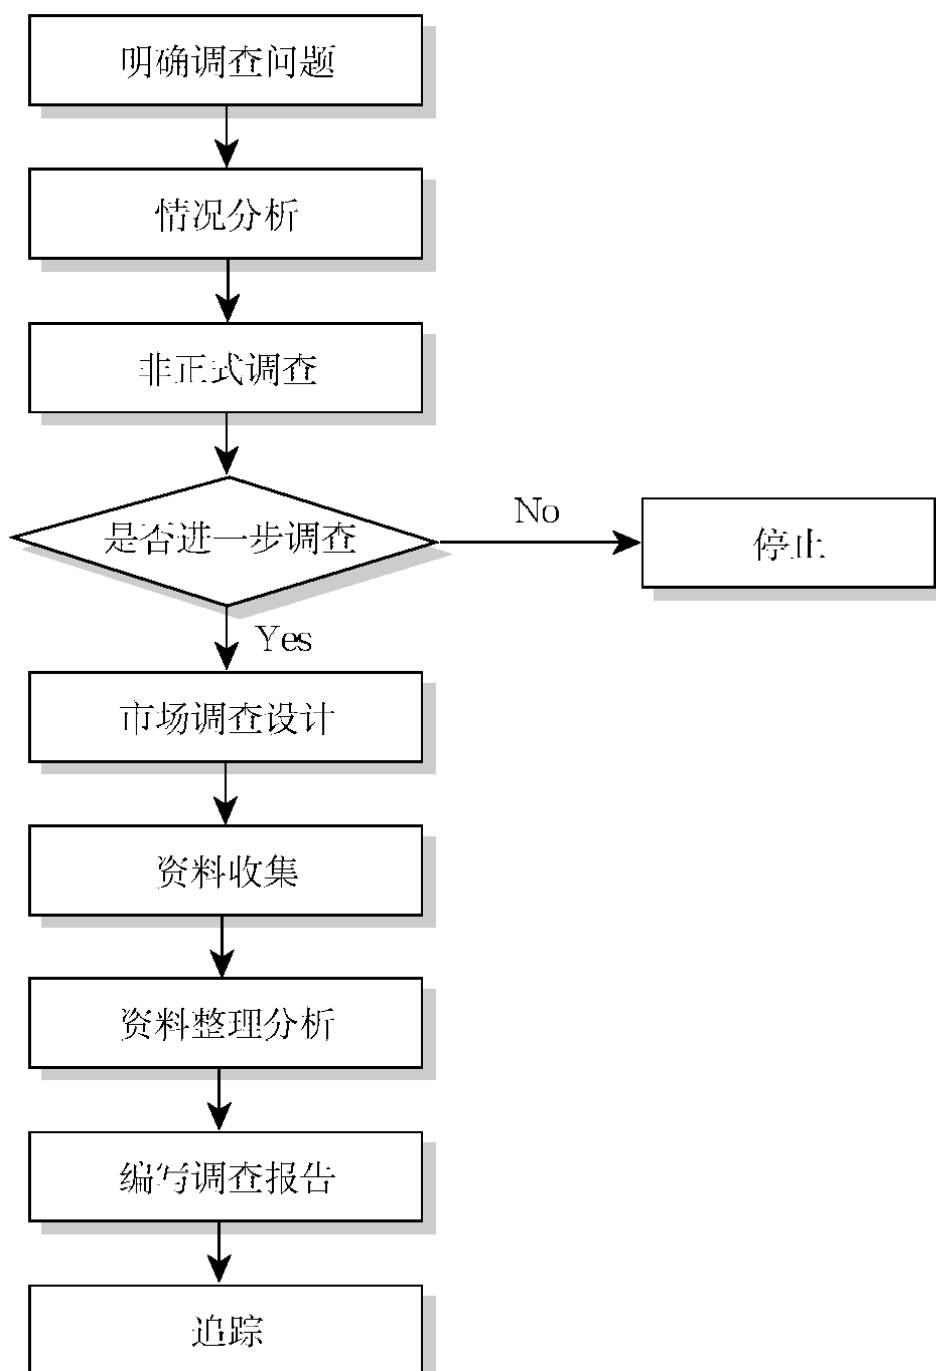 明确调查问题
情况分析
非正式调查
是否进一步调查
No
停止
Yes
市场调查设计
资料收集
资料整理分析
编写调查报告
追踪